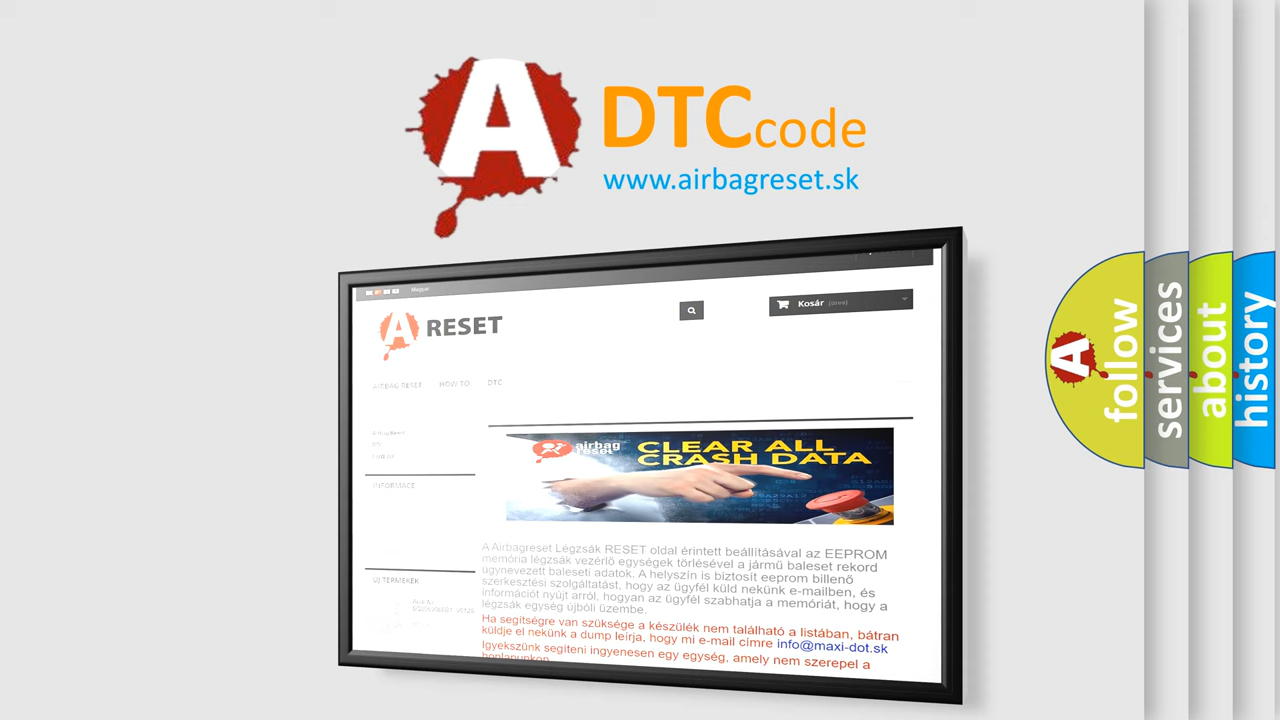 A DTCcode
www.airbagreset.sk
Magyar
Kosár (üres)
A RESET
AIRBAG RESET HOW TO DTC
INFORMACE
ÚJ TERMÉKEK
airbag
reset
CLEAR ALL
CRASH DATA
A Airbagreset Légzsák RESET oldal érintett beállításával az EEPROM
memória légzsák vezérlő egységek törlésével a jármű baleset rekord
úgynevezett baleseti adatok. A helyszín is biztosít eeprom billenő
szerkesztési szolgáltatást, hogy az ügyfél küld nekünk e-mailben, és
információt nyújt arról, hogyan az ügyfél szabhatja a memóriát, hogy a
légzsák egység újbóli üzembe.
Ha segítségre van szüksége a készülék nem található a listában, bátran
küldje el nekünk a dump leírja, hogy mi e-mail címre info@maxi-dot.sk
Igyekszünk segíteni ingyenesen egy egység, amely nem szerepel a
honlapunkon
A
follow
services
about
history